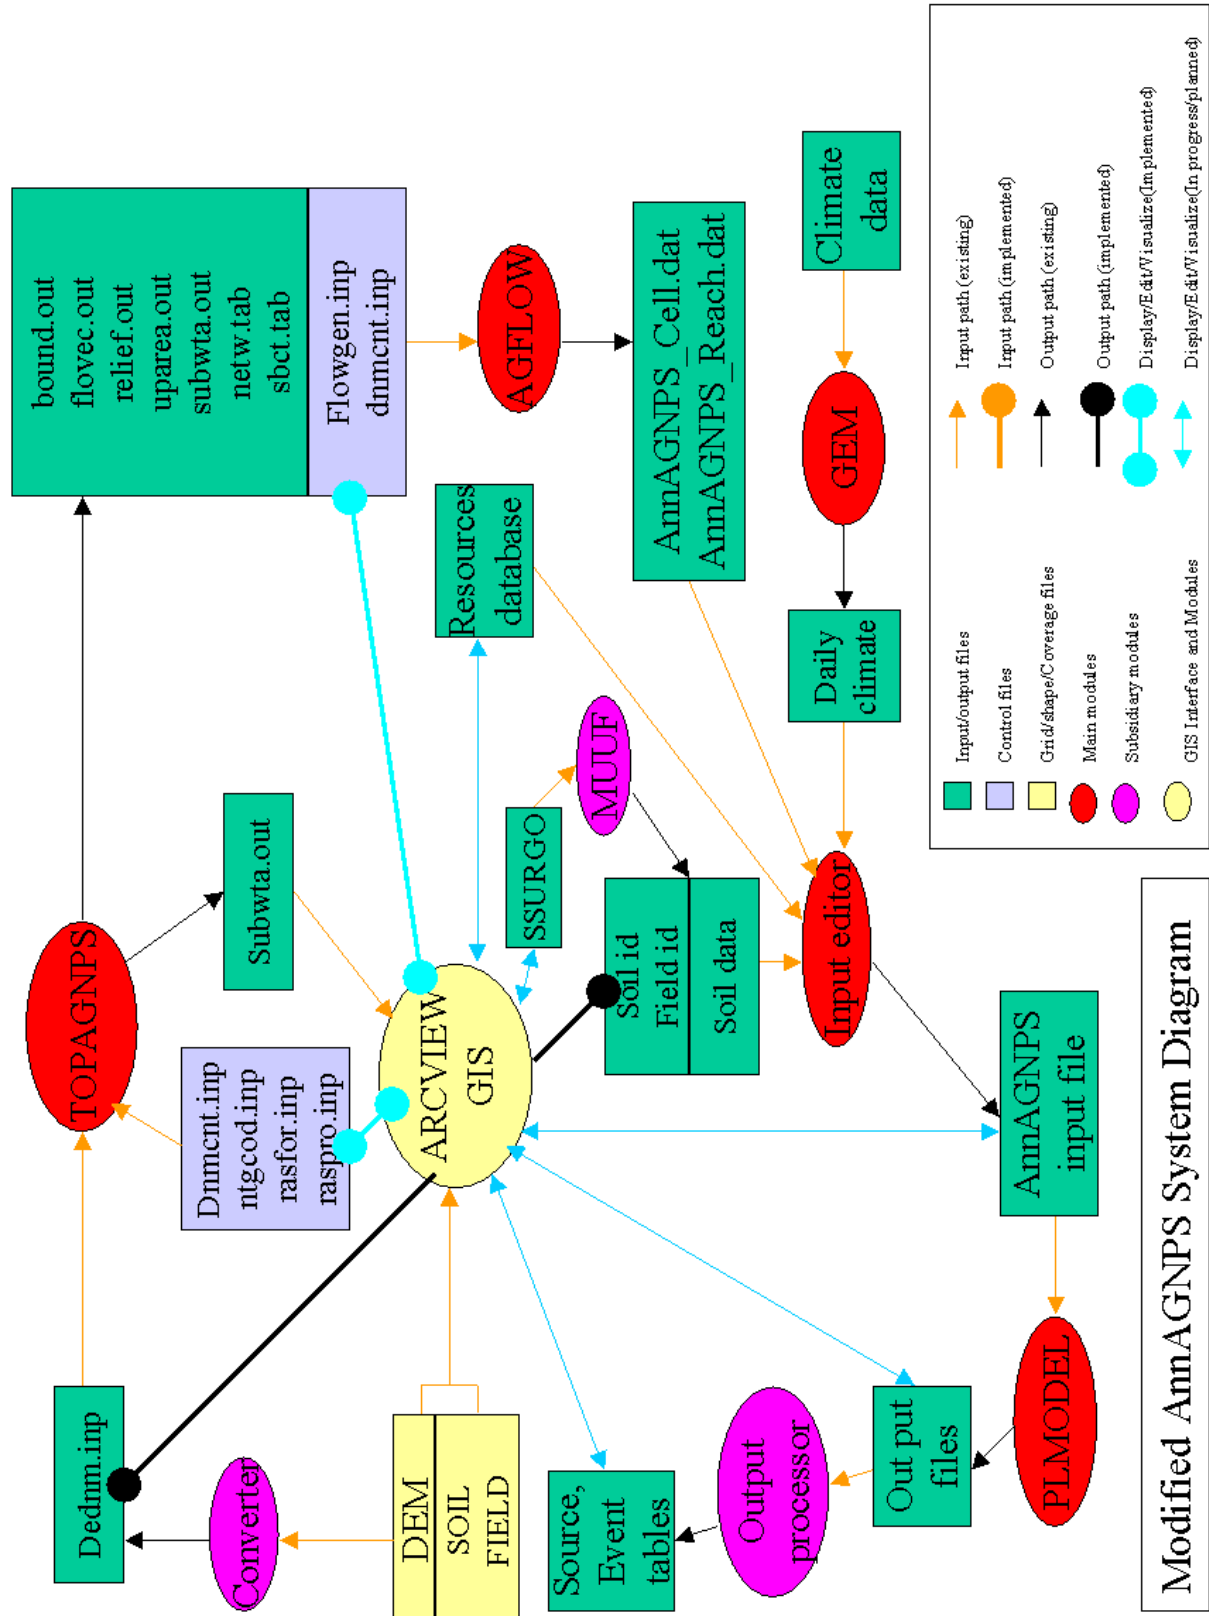 Dednm.inp
Converter
DEM
SOIL
FIELD
TOPAGNPS
Dnmcnt.inp
ntgcod.inp
rasfor.inp
raspro.inp
Subwta.out
ARCVIEW
GIS
bound.out
flovec.out
relief.out
uparea.out
subwta.out
netw.tab
sbct.tab
Flowgen.inp
dnmcnt.inp
AGFLOW
Resources
database
SSURGO
MUUF
Soil id
Field id
Soil data
AnnAGNPS_Cell.dat
AnnAGNPS_Reach.dat
Source,
Event
tables
Output
processor
Out put
files
PLMODEL
AnnAGNPS
input file
Input editor
Daily
climate
GEM
Climate
data
Modified AnnAGNPS System Diagram
Input/output files
Control files
Grid/shape/Coverage files
Main modules
Subsidiary modules
GIS Interface and Modules
Input path (existing)
Input path (implemented)
Output path (existing)
Output path (implemented)
Display/Edit/Visualize(Implemented)
Display/Edit/Visualize(In progress/planned)